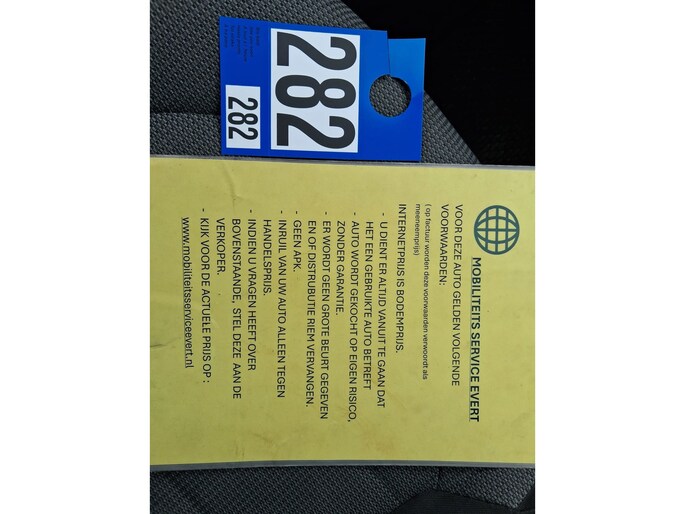 282
282
MOBILITEITS SERVICE EVERT
VOOR DEZE AUTO GELDEN VOLGENDE
VOORWAARDEN:
( op factuur worden deze voorwaarden verwoordt als
meeneemprijs)
INTERNETPRIJS IS BODEMPRIJS.
- U DIENT ER ALTIJD VANUIT TE GAAN DAT
HET EEN GEBRUIKTE AUTO BETREFT
- AUTO WORDT GEKOCHT OP EIGEN RISICO,
ZONDER GARANTIE.
- ER WORDT GEEN GROTE BEURT GEGEVEN
EN OF DISTRUBUTIE RIEM VERVANGEN.
- GEEN APK.
- INRUIL VAN UW AUTO ALLEEN TEGEN
HANDELSPRIJS.
- INDIEN U VRAGEN HEEFT OVER
BOVENSTAANDE, STEL DEZE AAN DE
VERKOPER.
- KIJK VOOR DE ACTUELE PRIJS OP :
www.mobiliteitsserviceevert.nl